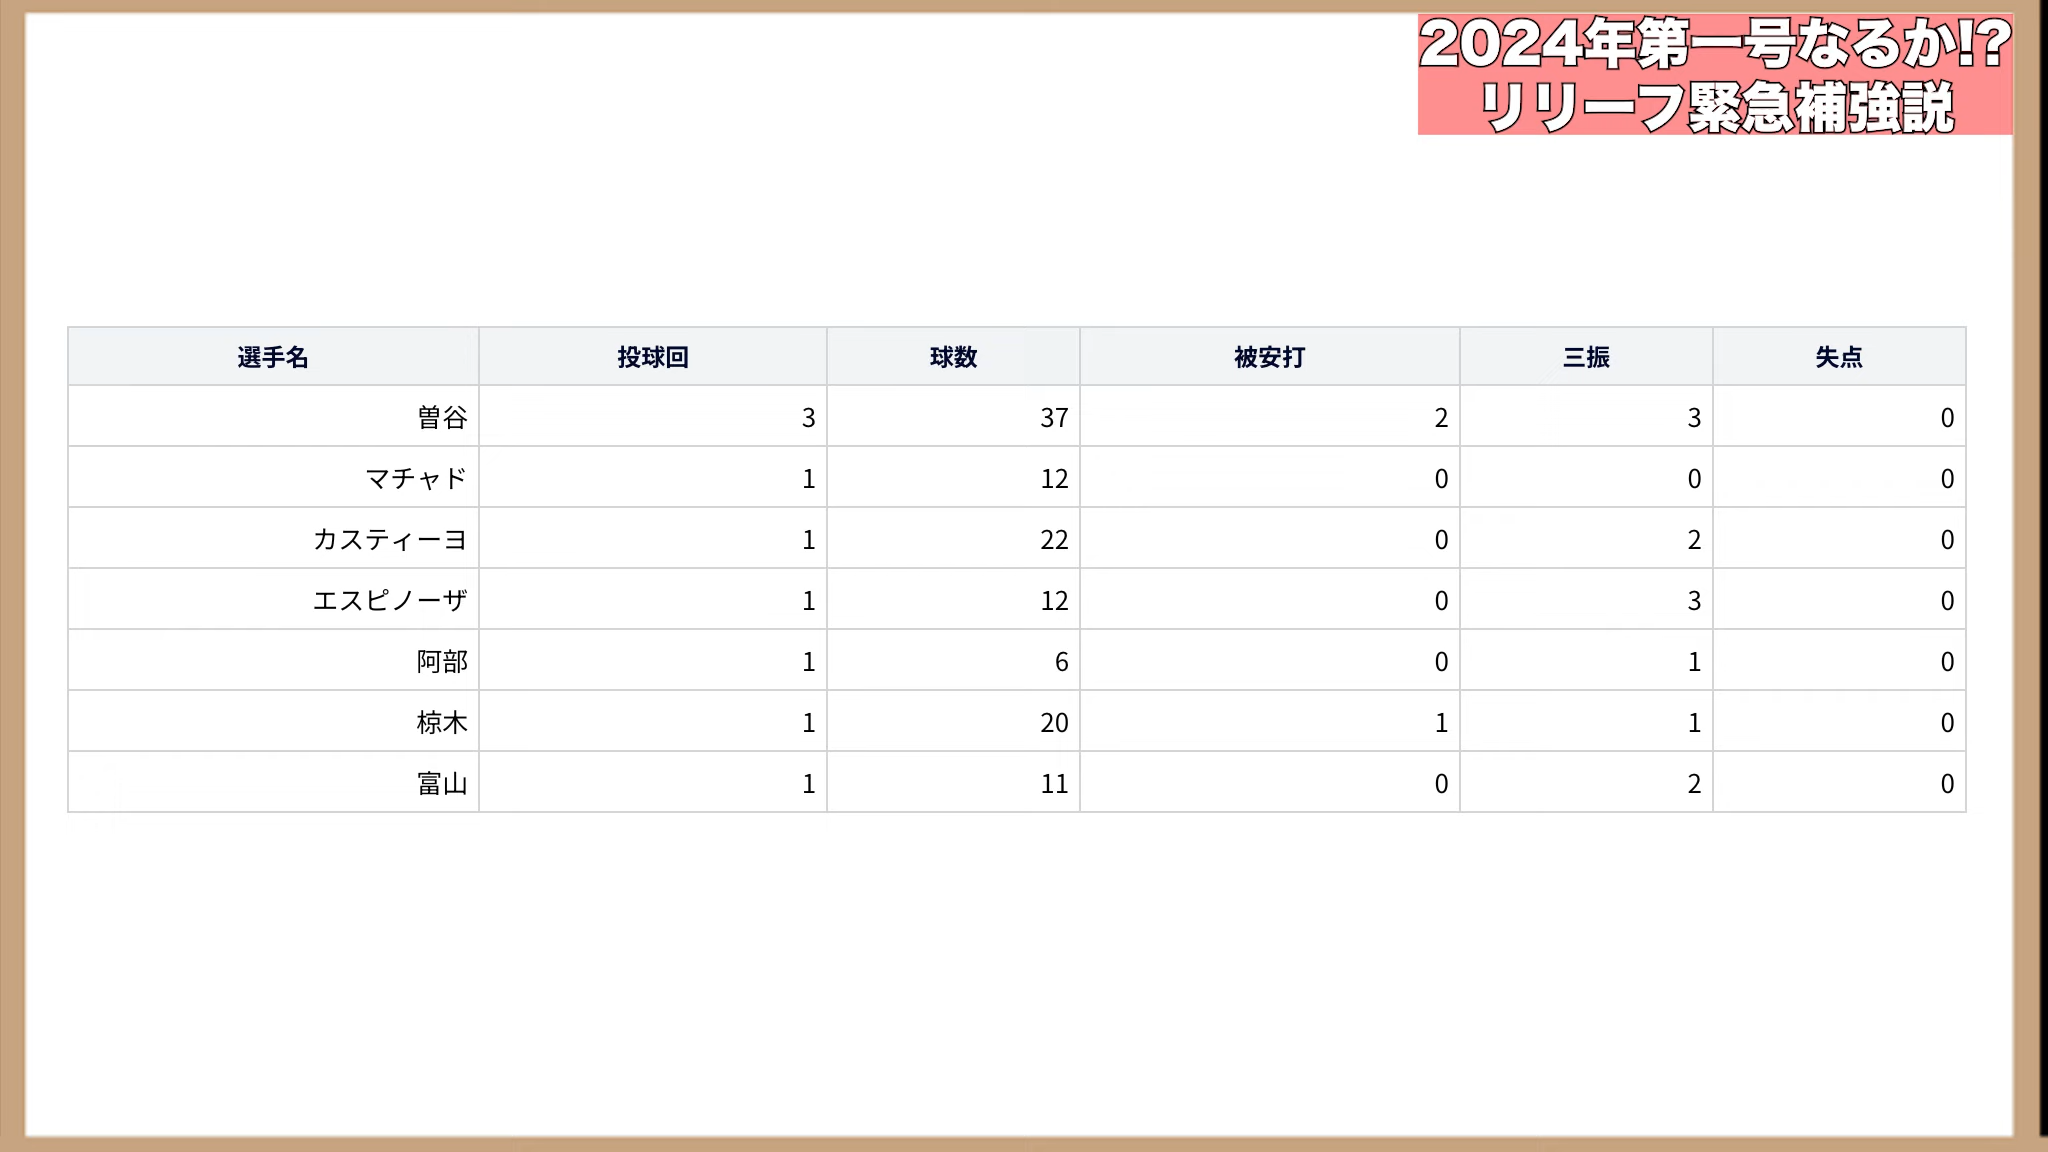 2024年第一号なるか!?
リリーフ緊急補強説
選手名 投球回 球数 被安打 三振 失点
曽谷 3 37 2 3 0
マチャド 1 12 0 0 0
カスティーヨ 1 22 0 2 0
エスピノーザ 1 12 0 3 0
阿部 1 6 0 1 0
椋木 1 20 1 1 0
富山 1 11 0 2 0